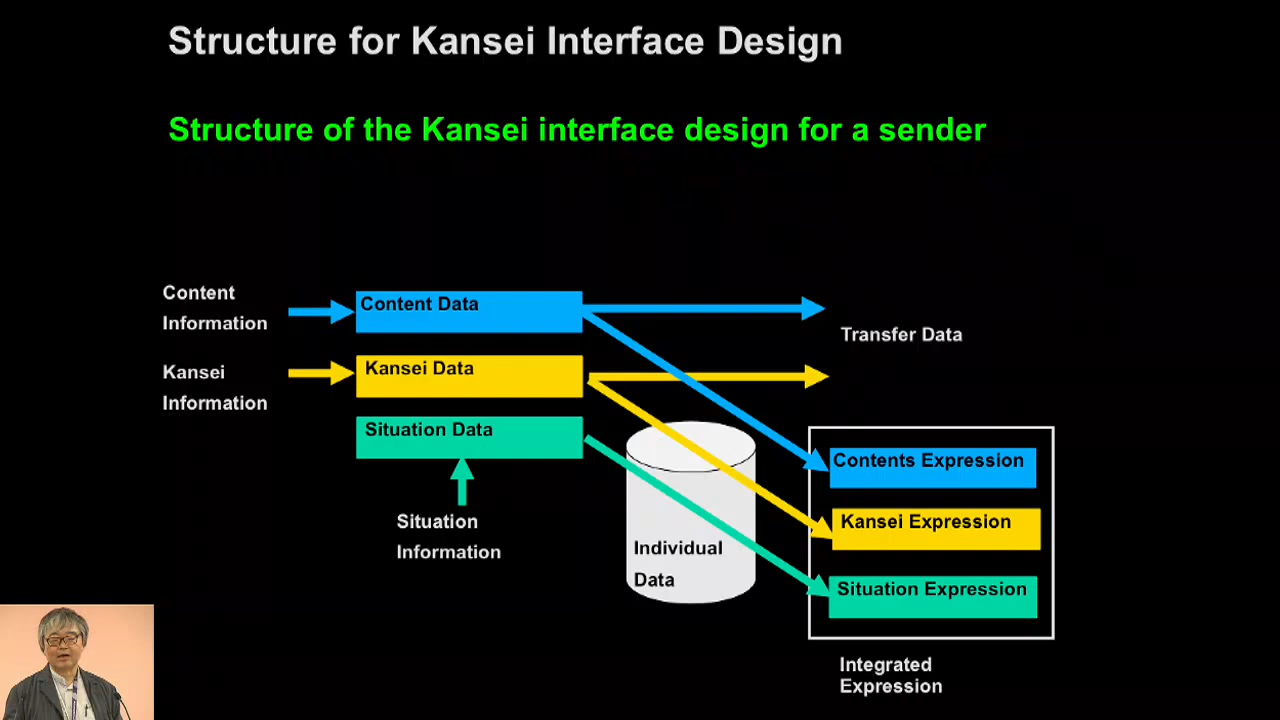 Structure for Kansei Interface Design
Structure of the Kansei interface design for a sender
Content
Information
Content Data
Transfer Data
Kansei
Information
Kansei Data
Situation Data
Situation
Information
Individual
Data
Contents Expression
Kansei Expression
Situation Expression
Integrated
Expression